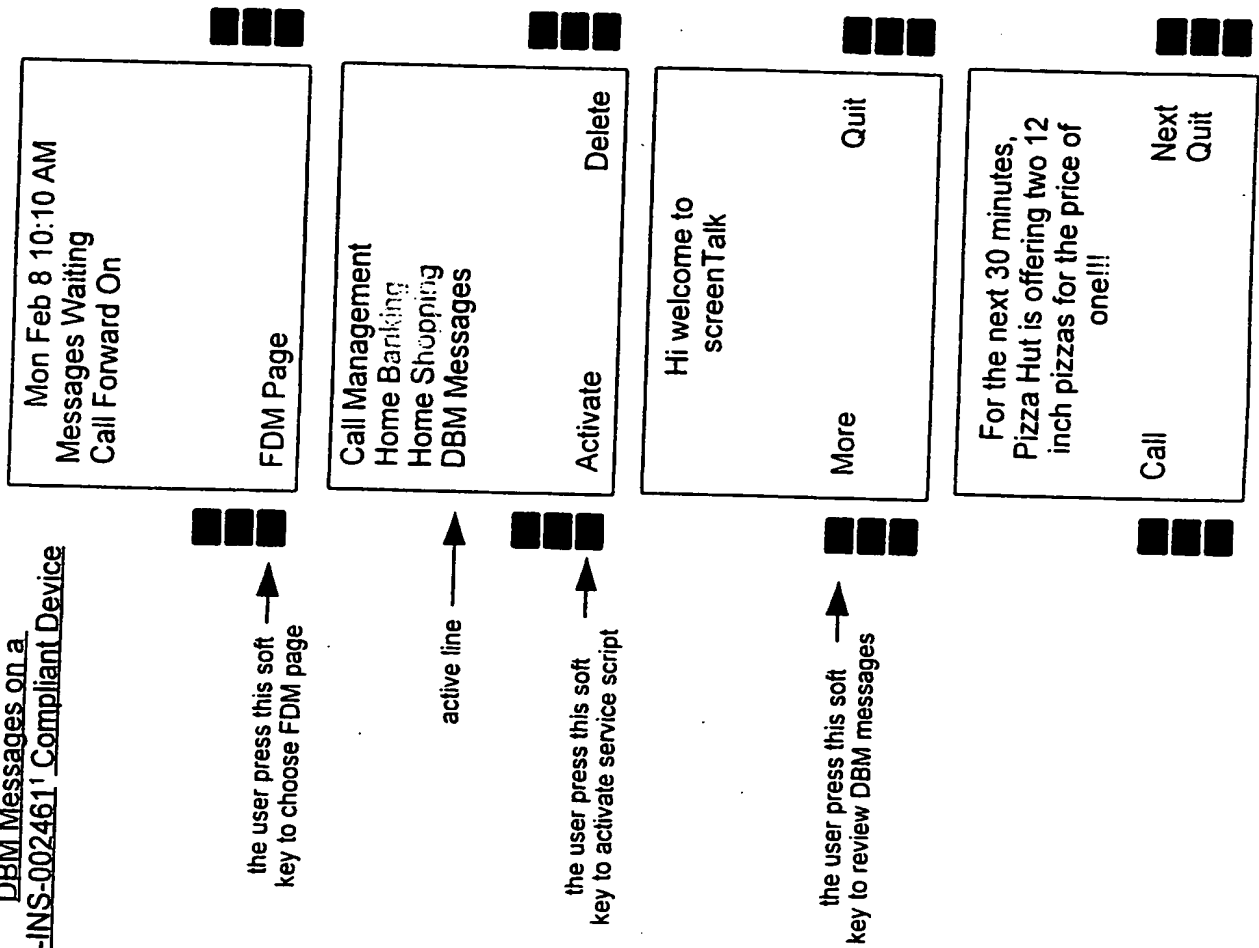 DBM Messages on a
-INS-002461¹ Compliant Device
Mon Feb 8 10:10 AM
Messages Waiting
Call Forward On
FDM Page
the user press this soft
key to choose FDM page
Call Management
Home Banking
Home Shopping
DBM Messages
Activate Delete
active line
the user press this soft
key to activate service script
Hi welcome to
screenTalk
More Quit
the user press this soft
key to review DBM messages
For the next 30 minutes,
Pizza Hut is offering two 12
inch pizzas for the price of
one!!!
Call Next
Quit